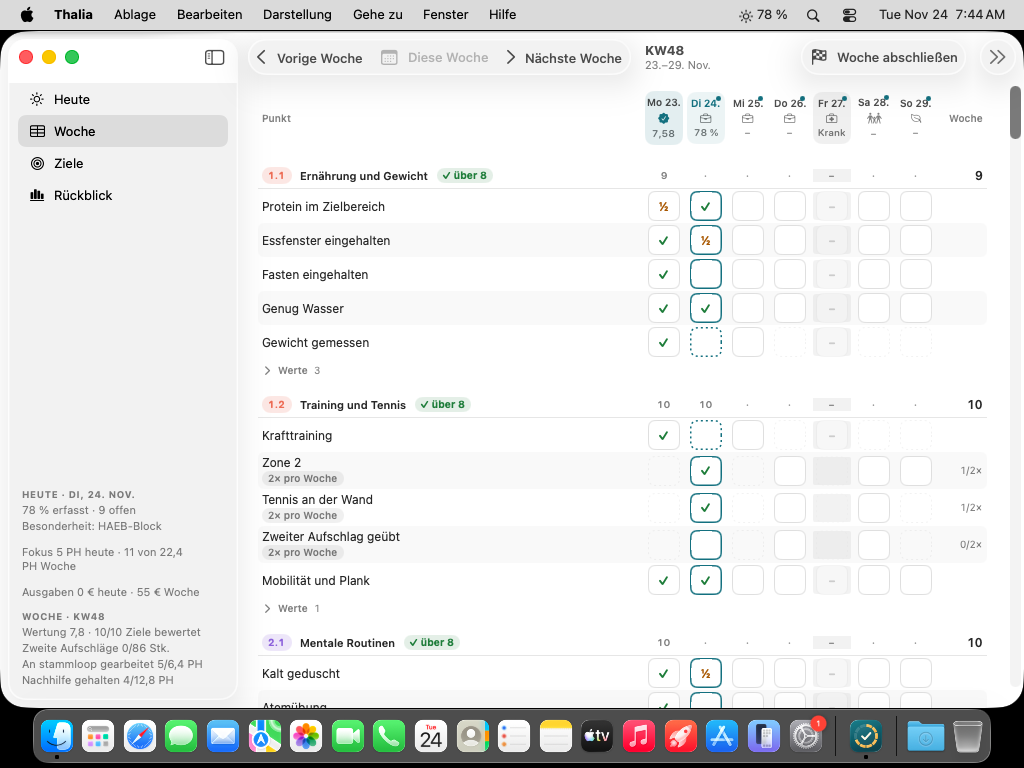 Thalia Ablage Bearbeiten Darstellung Gehe zu Fenster Hilfe 78 % Tue Nov 24 7:44 AM
Vorige Woche Diese Woche Nächste Woche KW48 Woche abschließen
23.–29. Nov.
Heute
Woche
Ziele
Rückblick
HEUTE · DI, 24. NOV.
78 % erfasst · 9 offen
Besonderheit: HAEB-Block
Fokus 5 PH heute · 11 von 22,4
PH Woche
Ausgaben 0 € heute · 55 € Woche
WOCHE · KW48
Wertung 7,8 · 10/10 Ziele bewertet
Zweite Aufschläge 0/86 Stk.
An stammloop gearbeitet 5/6,4 PH
Nachhilfe gehalten 4/12,8 PH
Punkt Mo 23. Di 24. Mi 25. Do 26. Fr 27. Sa 28. So 29. Woche
7,58 78 % – – Krank – –
1.1 Ernährung und Gewicht ✓ über 8 9 · · · – · · 9
Protein im Zielbereich ½ ✓ –
Essfenster eingehalten ✓ ½ –
Fasten eingehalten ✓ –
Genug Wasser ✓ ✓ –
Gewicht gemessen ✓ –
Werte 3
1.2 Training und Tennis ✓ über 8 10 10 · · – · · 10
Krafttraining ✓ –
Zone 2 ✓ 1/2×
2× pro Woche
Tennis an der Wand ✓ 1/2×
2× pro Woche
Zweiter Aufschlag geübt 0/2×
2× pro Woche
Mobilität und Plank ✓ ✓ –
Werte 1
2.1 Mentale Routinen ✓ über 8 10 · · · – · · 10
Kalt geduscht ✓ ½ –
Atemübung ✓
TUE
24
tv
1